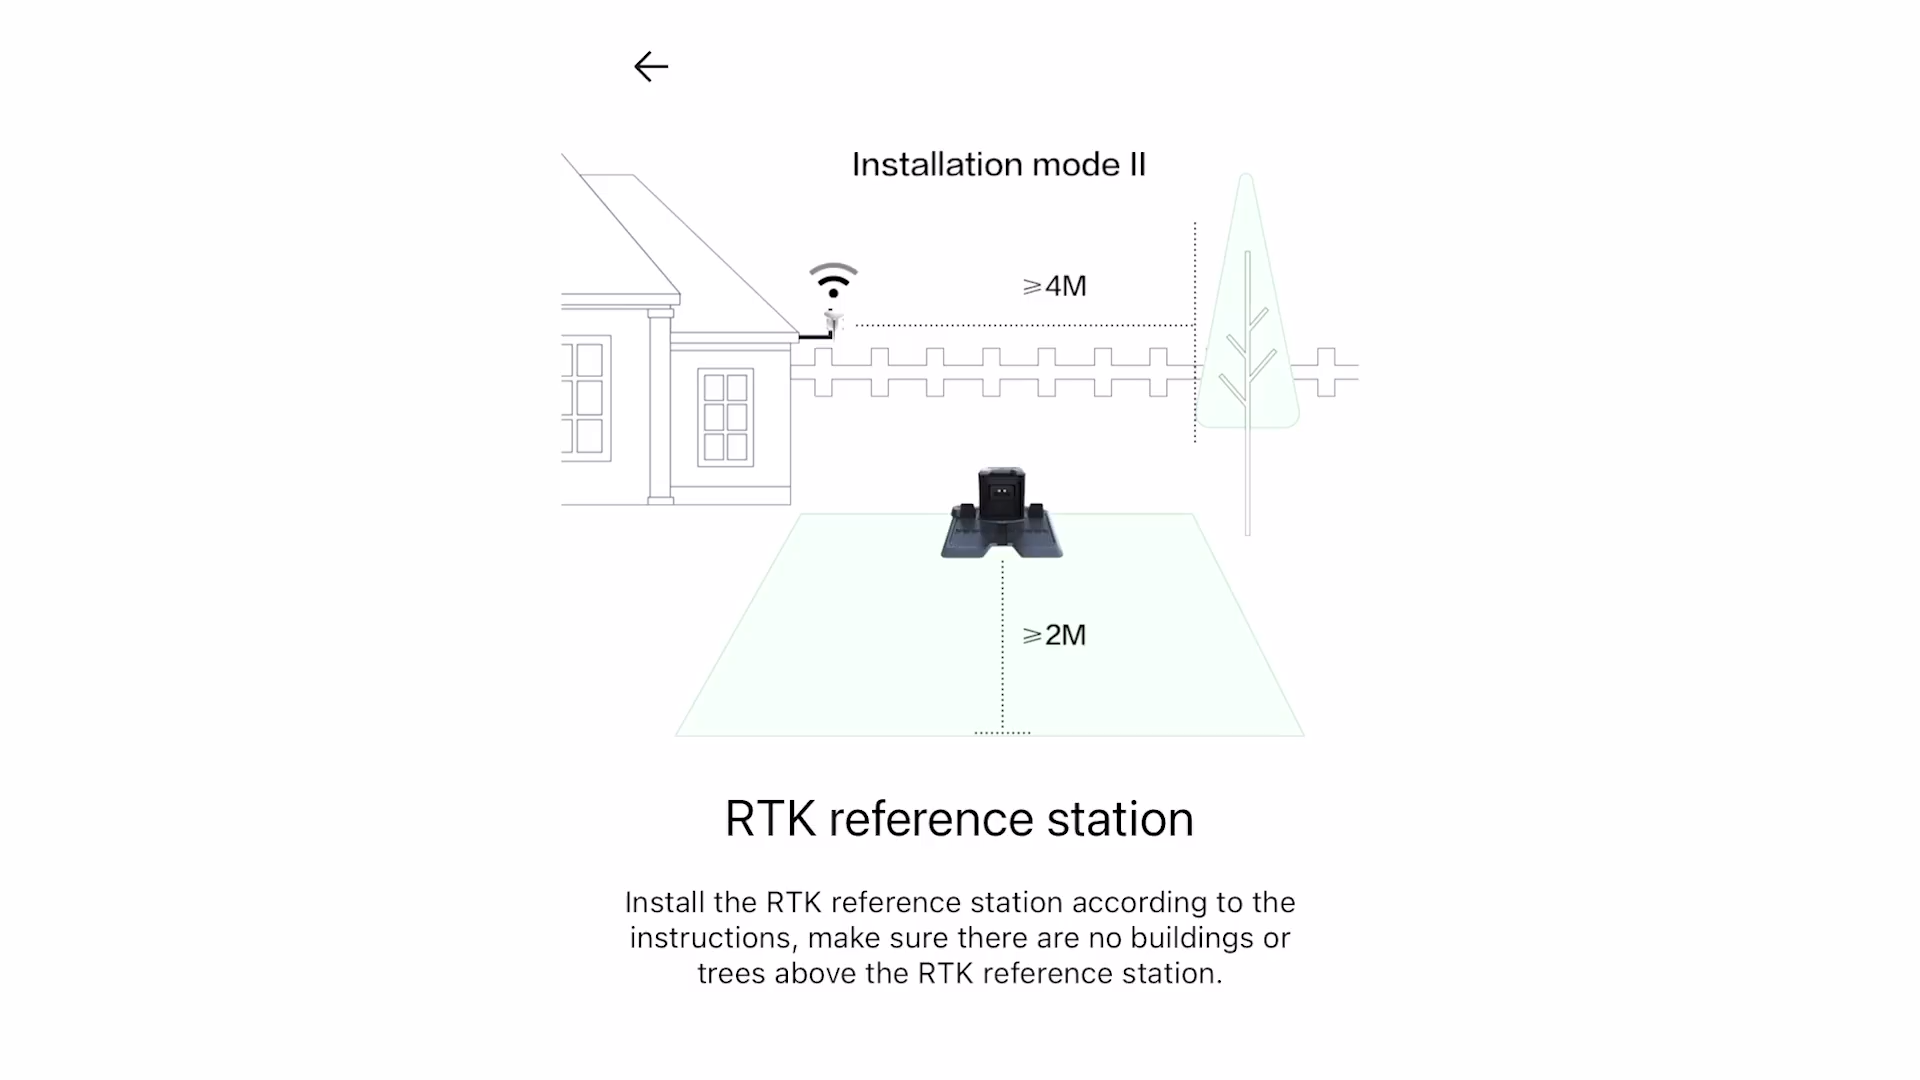 Installation mode II
⩾4M
⩾2M
RTK reference station
Install the RTK reference station according to the
instructions, make sure there are no buildings or
trees above the RTK reference station.